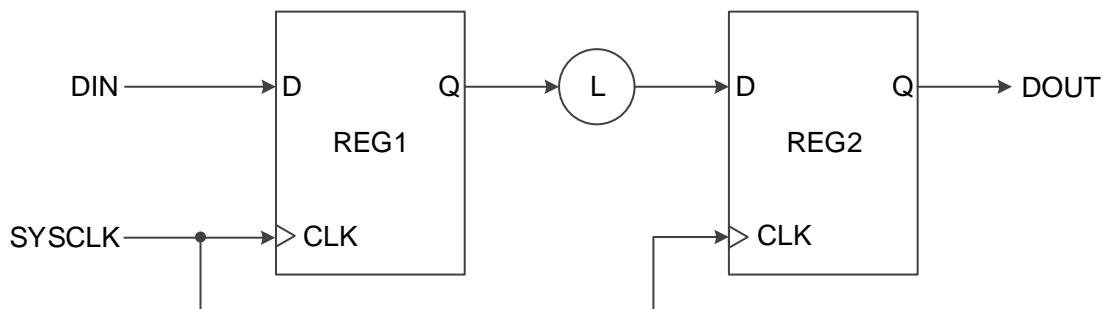 DIN D Q L D Q DOUT
REG1 REG2
SYSCLK CLK CLK